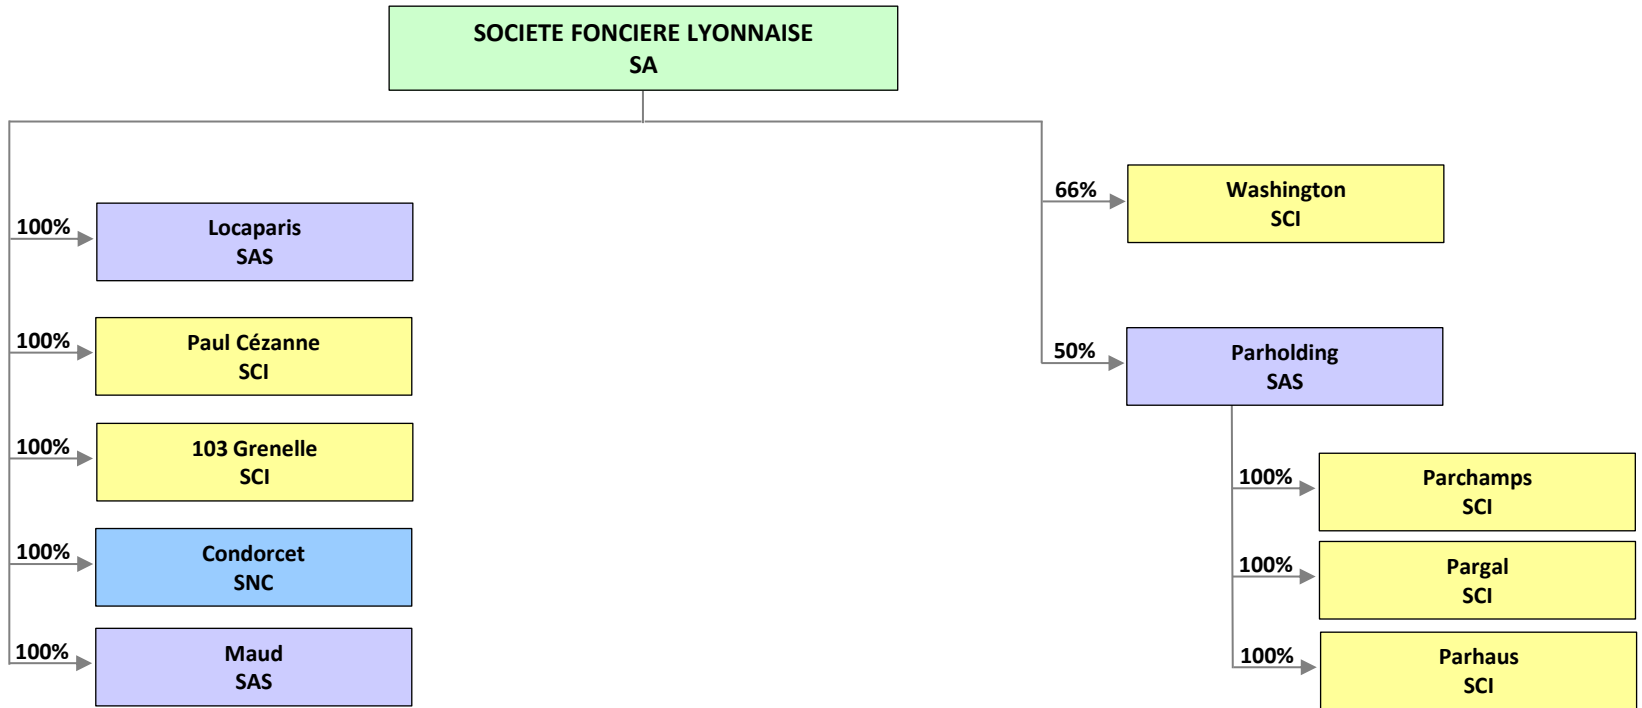 SOCIETE FONCIERE LYONNAISE
SA
100%
Locaparis
SAS
100%
Paul Cézanne
SCI
100%
103 Grenelle
SCI
100%
Condorcet
SNC
100%
Maud
SAS
66%
Washington
SCI
50%
Parholding
SAS
100%
Parchamps
SCI
100%
Pargal
SCI
100%
Parhaus
SCI